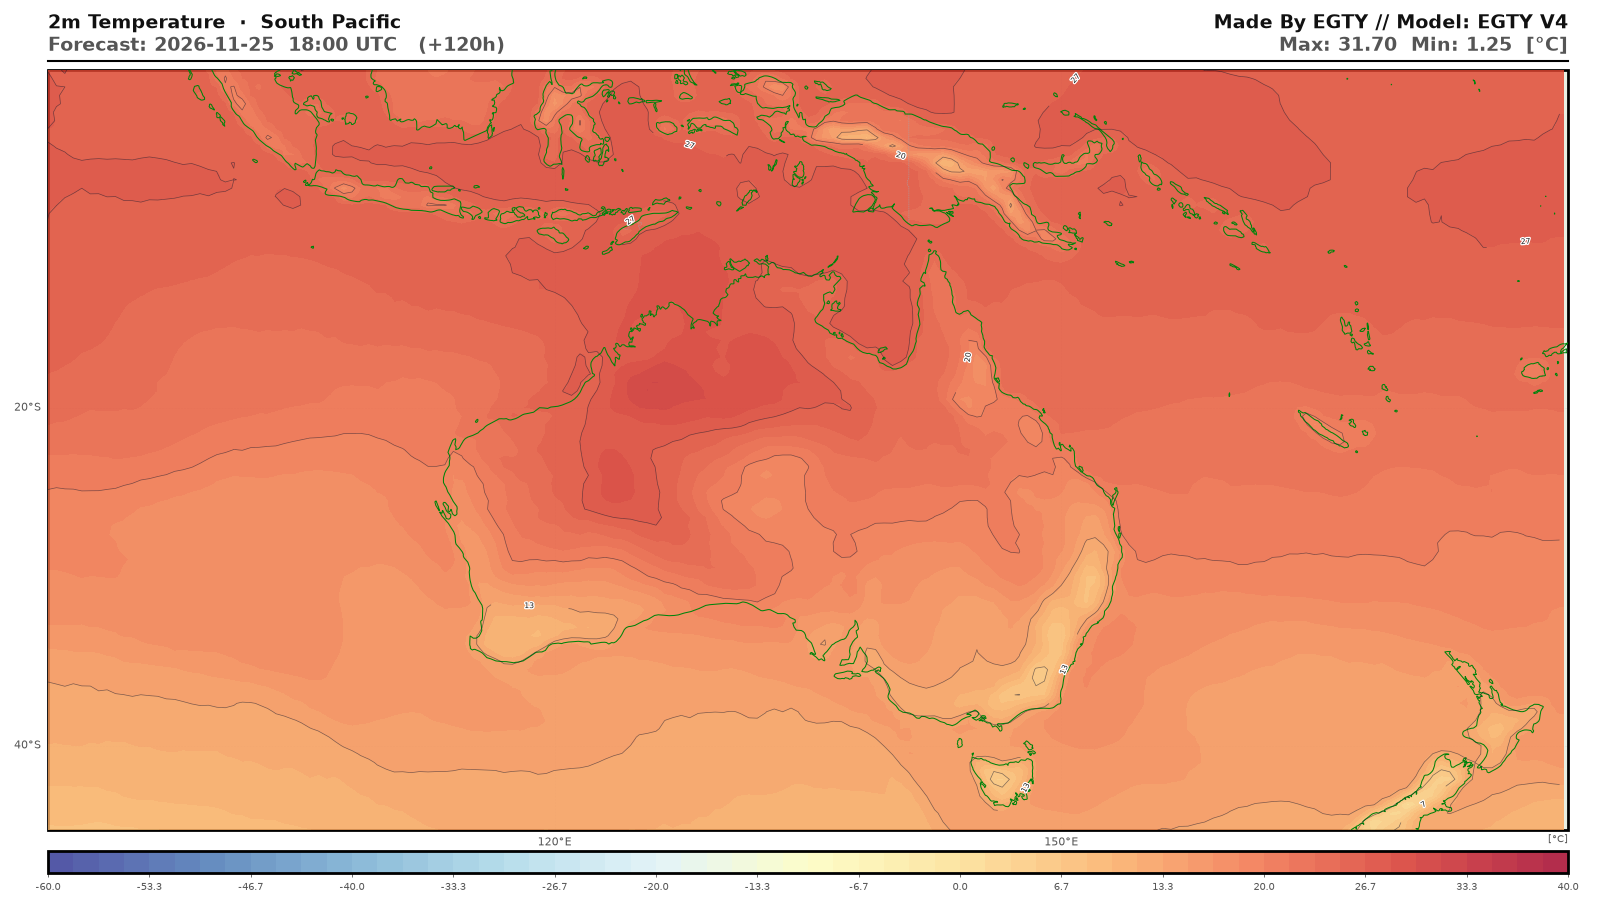 2m Temperature · South Pacific
Made By EGTY // Model: EGTY V4
Forecast: 2026-11-25 18:00 UTC (+120h)
Max: 31.70 Min: 1.25 [°C]
27
27
20
27
27
20
20°S
13
13
40°S
13
7
120°E
150°E
[°C]
-60.0
-53.3
-46.7
-40.0
-33.3
-26.7
-20.0
-13.3
-6.7
0.0
6.7
13.3
20.0
26.7
33.3
40.0